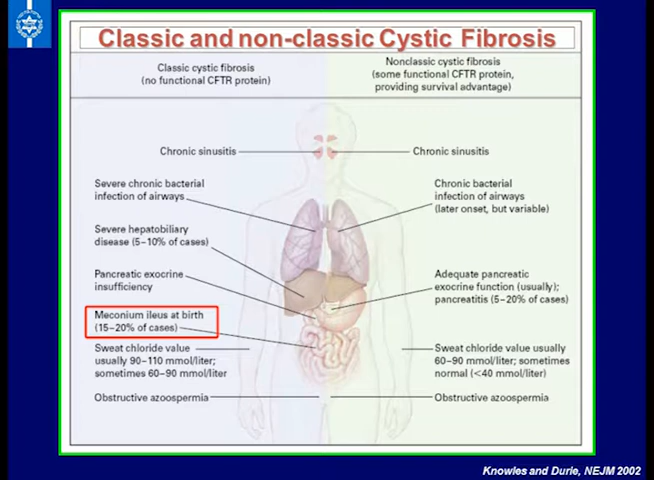 Classic and non-classic Cystic Fibrosis
Classic cystic fibrosis
(no functional CFTR protein)
Nonclassic cystic fibrosis
(some functional CFTR protein,
providing survival advantage)
Chronic sinusitis
Severe chronic bacterial
infection of airways
Severe hepatobiliary
disease (5–10% of cases)
Pancreatic exocrine
insufficiency
Meconium ileus at birth
(15–20% of cases)
Sweat chloride value
usually 90–110 mmol/liter;
sometimes 60–90 mmol/liter
Obstructive azoospermia
Chronic sinusitis
Chronic bacterial
infection of airways
(later onset, but variable)
Adequate pancreatic
exocrine function (usually);
pancreatitis (5–20% of cases)
Sweat chloride value usually
60–90 mmol/liter; sometimes
normal (<40 mmol/liter)
Obstructive azoospermia
Knowles and Durie, NEJM 2002